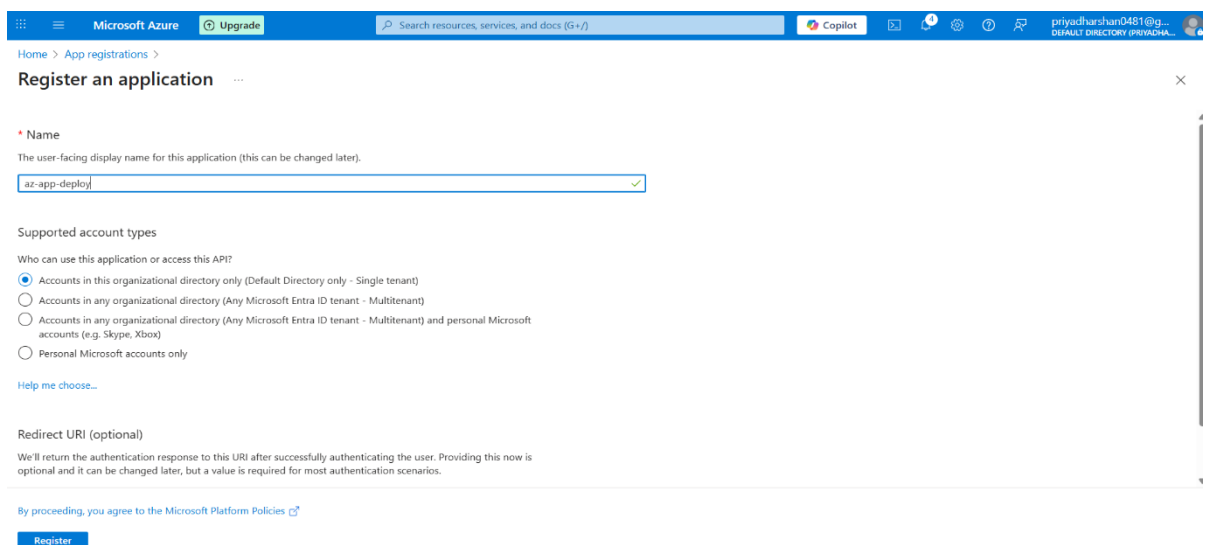 Microsoft Azure
Upgrade
Search resources, services, and docs (G+/)
Copilot
4
priyadharshan0481@g...
DEFAULT DIRECTORY (PRIYADHA...
Home > App registrations >
Register an application ...
* Name
The user-facing display name for this application (this can be changed later).
az-app-deploy
Supported account types
Who can use this application or access this API?
Accounts in this organizational directory only (Default Directory only - Single tenant)
Accounts in any organizational directory (Any Microsoft Entra ID tenant - Multitenant)
Accounts in any organizational directory (Any Microsoft Entra ID tenant - Multitenant) and personal Microsoft
accounts (e.g. Skype, Xbox)
Personal Microsoft accounts only
Help me choose...
Redirect URI (optional)
We'll return the authentication response to this URI after successfully authenticating the user. Providing this now is
optional and it can be changed later, but a value is required for most authentication scenarios.
By proceeding, you agree to the Microsoft Platform Policies
Register